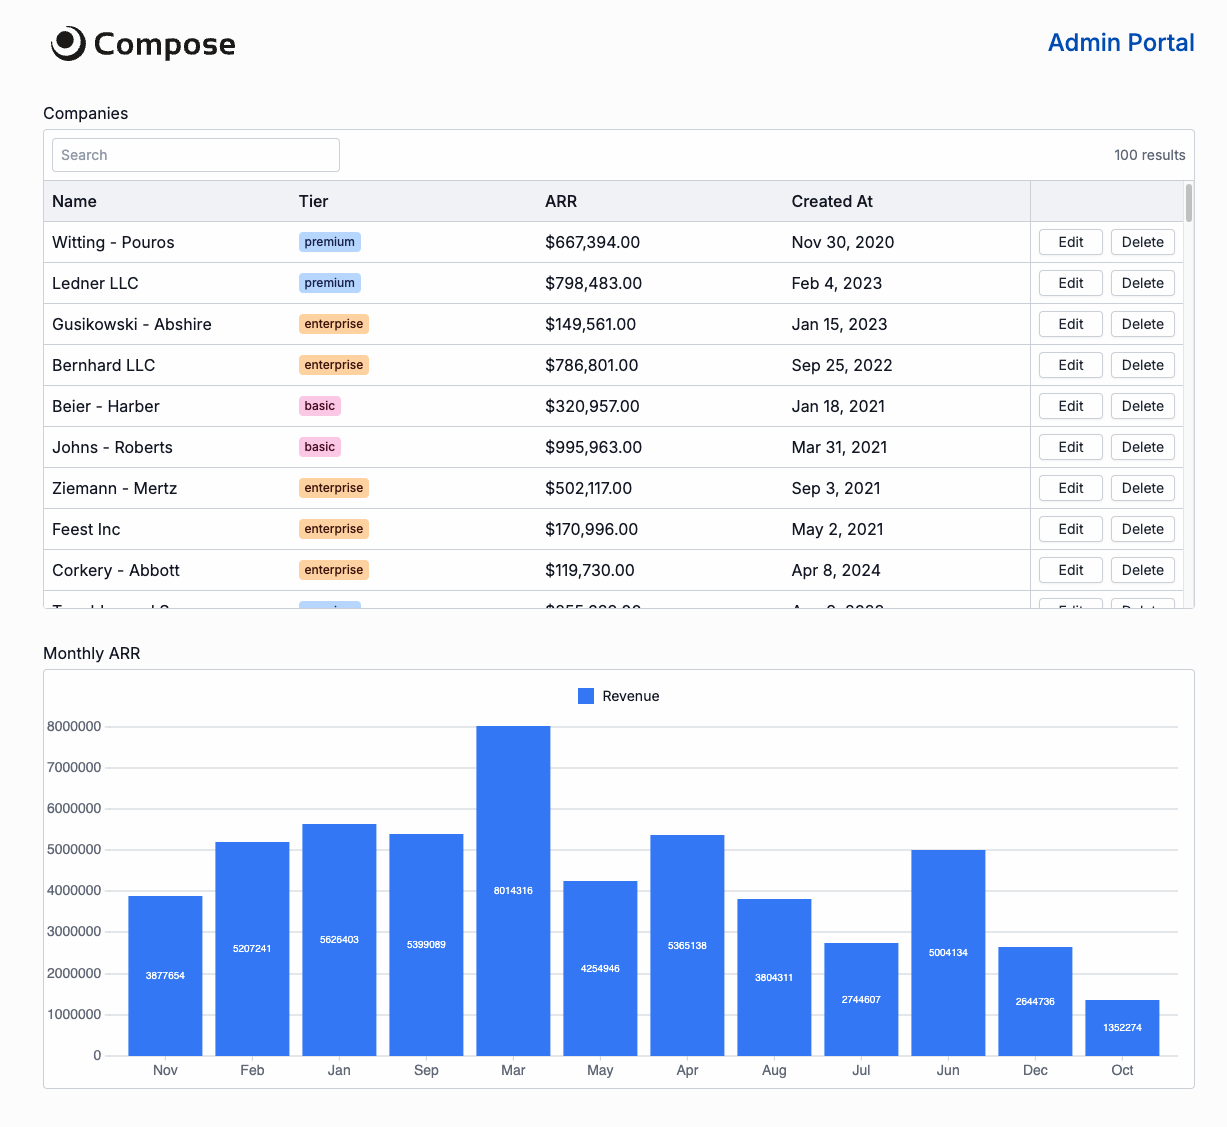 Compose
Admin Portal
Companies
Search
100 results
Name Tier ARR Created At
Witting - Pouros premium $667,394.00 Nov 30, 2020 Edit Delete
Ledner LLC premium $798,483.00 Feb 4, 2023 Edit Delete
Gusikowski - Abshire enterprise $149,561.00 Jan 15, 2023 Edit Delete
Bernhard LLC enterprise $786,801.00 Sep 25, 2022 Edit Delete
Beier - Harber basic $320,957.00 Jan 18, 2021 Edit Delete
Johns - Roberts basic $995,963.00 Mar 31, 2021 Edit Delete
Ziemann - Mertz enterprise $502,117.00 Sep 3, 2021 Edit Delete
Feest Inc enterprise $170,996.00 May 2, 2021 Edit Delete
Corkery - Abbott enterprise $119,730.00 Apr 8, 2024 Edit Delete
Edit Delete
Monthly ARR
Revenue
8000000
7000000
6000000
5000000
4000000
3000000
2000000
1000000
0
3877654
5207241
5626403
5399089
8014316
4254946
5365138
3804311
2744607
5004134
2644736
1352274
Nov Feb Jan Sep Mar May Apr Aug Jul Jun Dec Oct